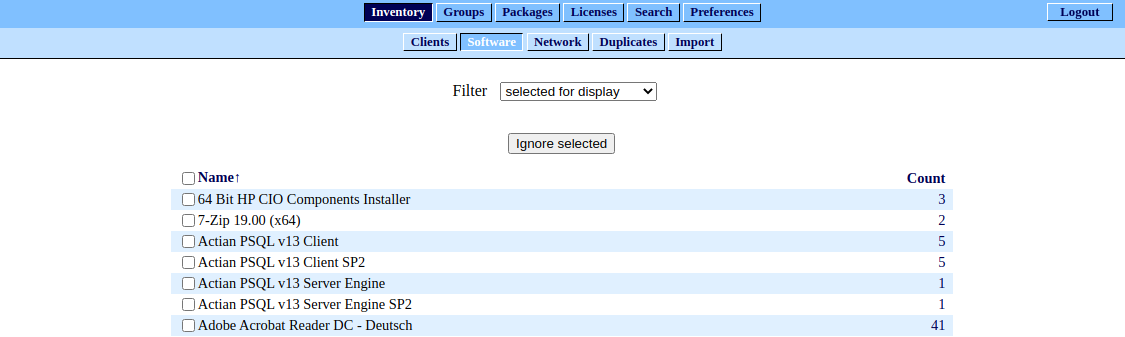 Inventory Groups Packages Licenses Search Preferences Logout
Clients Software Network Duplicates Import
Filter selected for display
Ignore selected
Name↑ Count
64 Bit HP CIO Components Installer 3
7-Zip 19.00 (x64) 2
Actian PSQL v13 Client 5
Actian PSQL v13 Client SP2 5
Actian PSQL v13 Server Engine 1
Actian PSQL v13 Server Engine SP2 1
Adobe Acrobat Reader DC - Deutsch 41